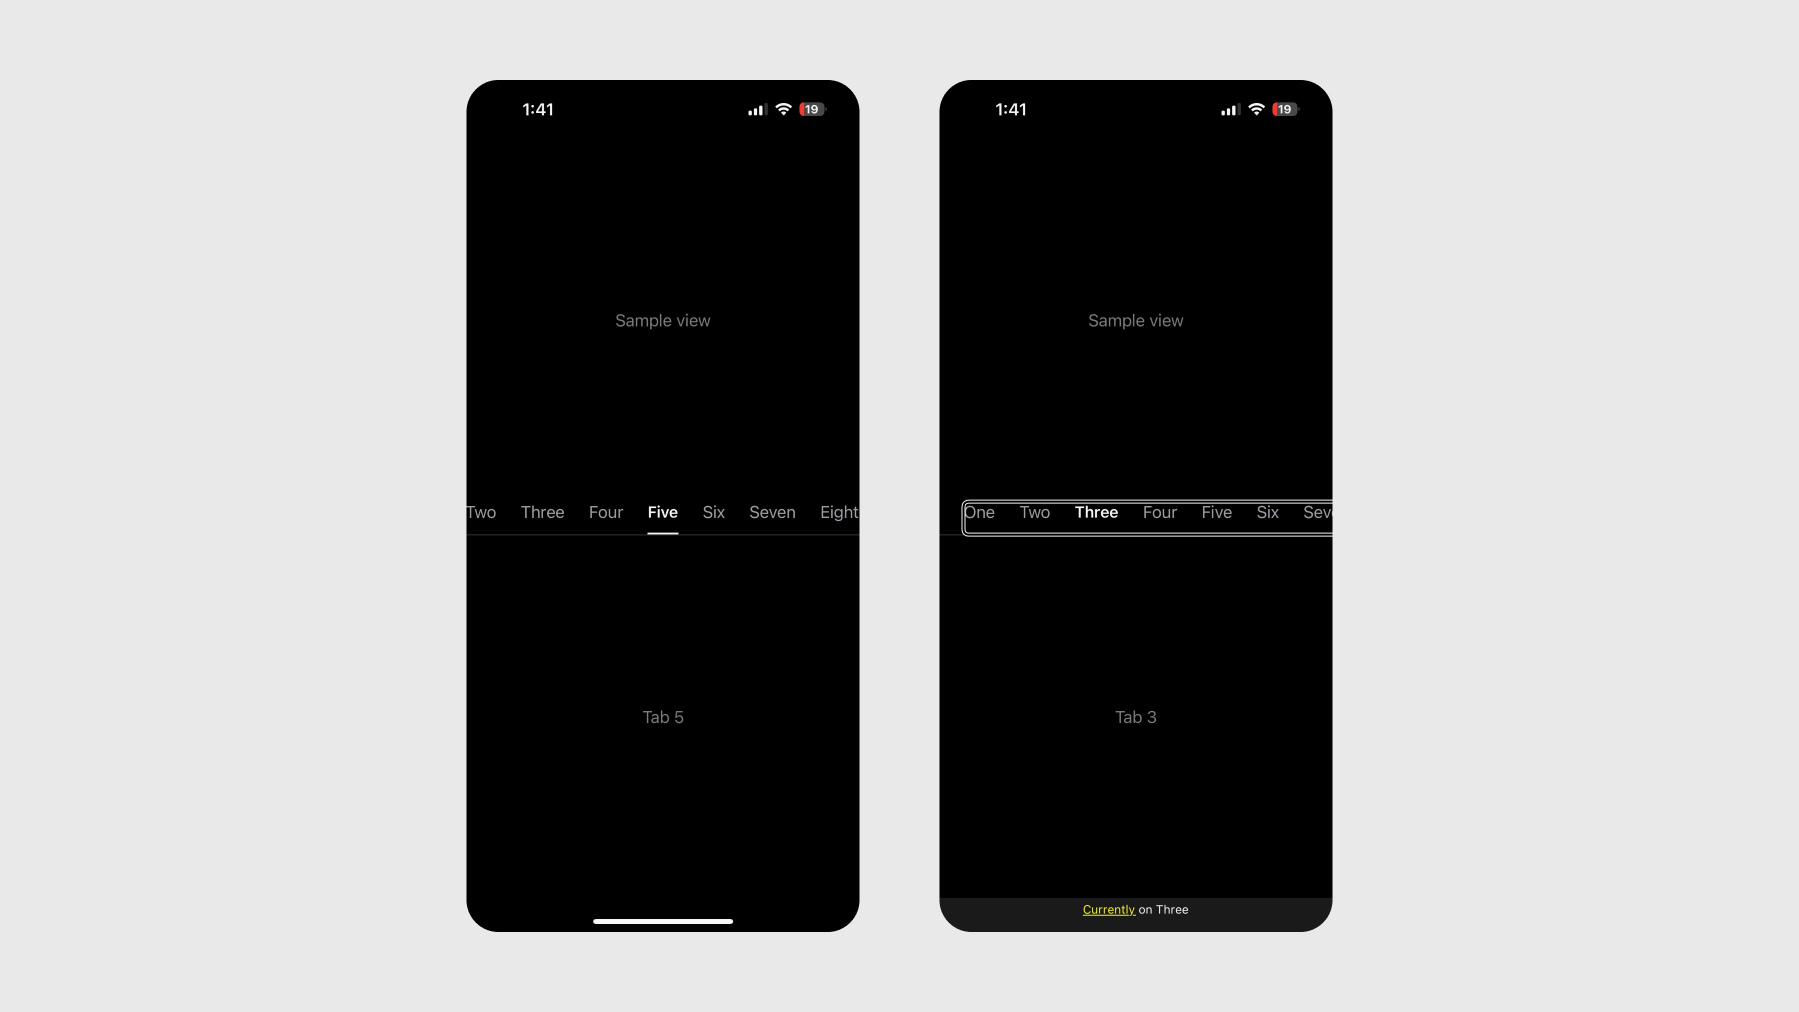 1:41
19
Sample view
Two Three Four Five Six Seven Eight
Tab 5
1:41
19
Sample view
One Two Three Four Five Six Seve
Tab 3
Currently on Three